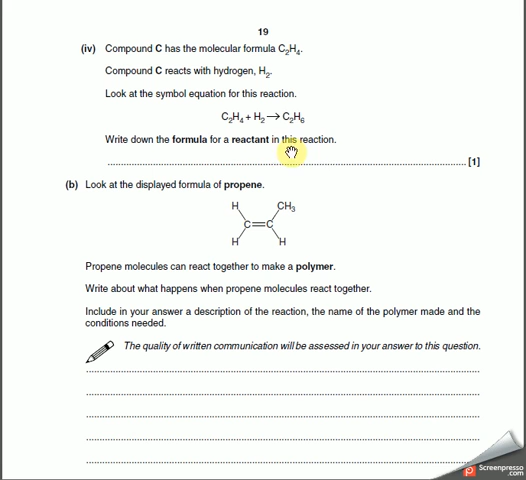 19
(iv) Compound C has the molecular formula C₂H₄.
Compound C reacts with hydrogen, H₂.
Look at the symbol equation for this reaction.
C₂H₄ + H₂ → C₂H₆
Write down the formula for a reactant in this reaction.
[1]
(b) Look at the displayed formula of propene.
H CH₃
C=C
H H
Propene molecules can react together to make a polymer.
Write about what happens when propene molecules react together.
Include in your answer a description of the reaction, the name of the polymer made and the
conditions needed.
The quality of written communication will be assessed in your answer to this question.
Screenpresso
.com